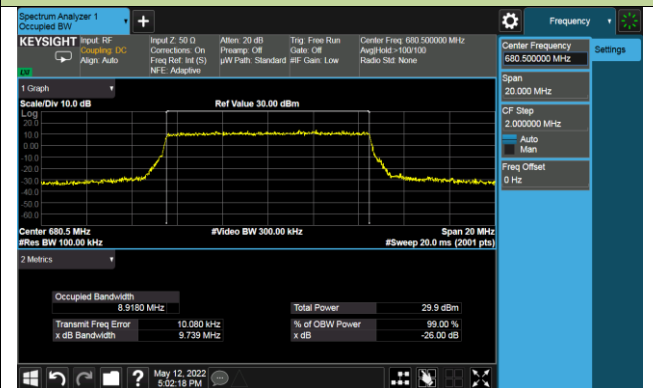 Spectrum Analyzer 1
Occupied BW
Frequency
KEYSIGHT
Input: RF
Coupling: DC
Align: Auto
Input Z: 50 Ω
Corrections: On
Freq Ref: Int (S)
NFE: Adaptive
Atten: 20 dB
Preamp: Off
µW Path: Standard
Trig: Free Run
Gate: Off
#IF Gain: Low
Center Freq: 680.500000 MHz
Avg|Hold:>100/100
Radio Std: None
Center Frequency
680.500000 MHz
Settings
Span
20.000 MHz
CF Step
2.000000 MHz
Auto
Man
Freq Offset
0 Hz
1 Graph
Scale/Div 10.0 dB
Ref Value 30.00 dBm
Log
20.0
10.0
0.00
-10.0
-20.0
-30.0
-40.0
-50.0
-60.0
Center 680.5 MHz
#Video BW 300.00 kHz
Span 20 MHz
#Res BW 100.00 kHz
#Sweep 20.0 ms (2001 pts)
2 Metrics
Occupied Bandwidth
8.9180 MHz
Total Power
29.9 dBm
Transmit Freq Error
10.080 kHz
% of OBW Power
99.00 %
x dB Bandwidth
9.739 MHz
x dB
-26.00 dB
May 12, 2022
5:02:18 PM